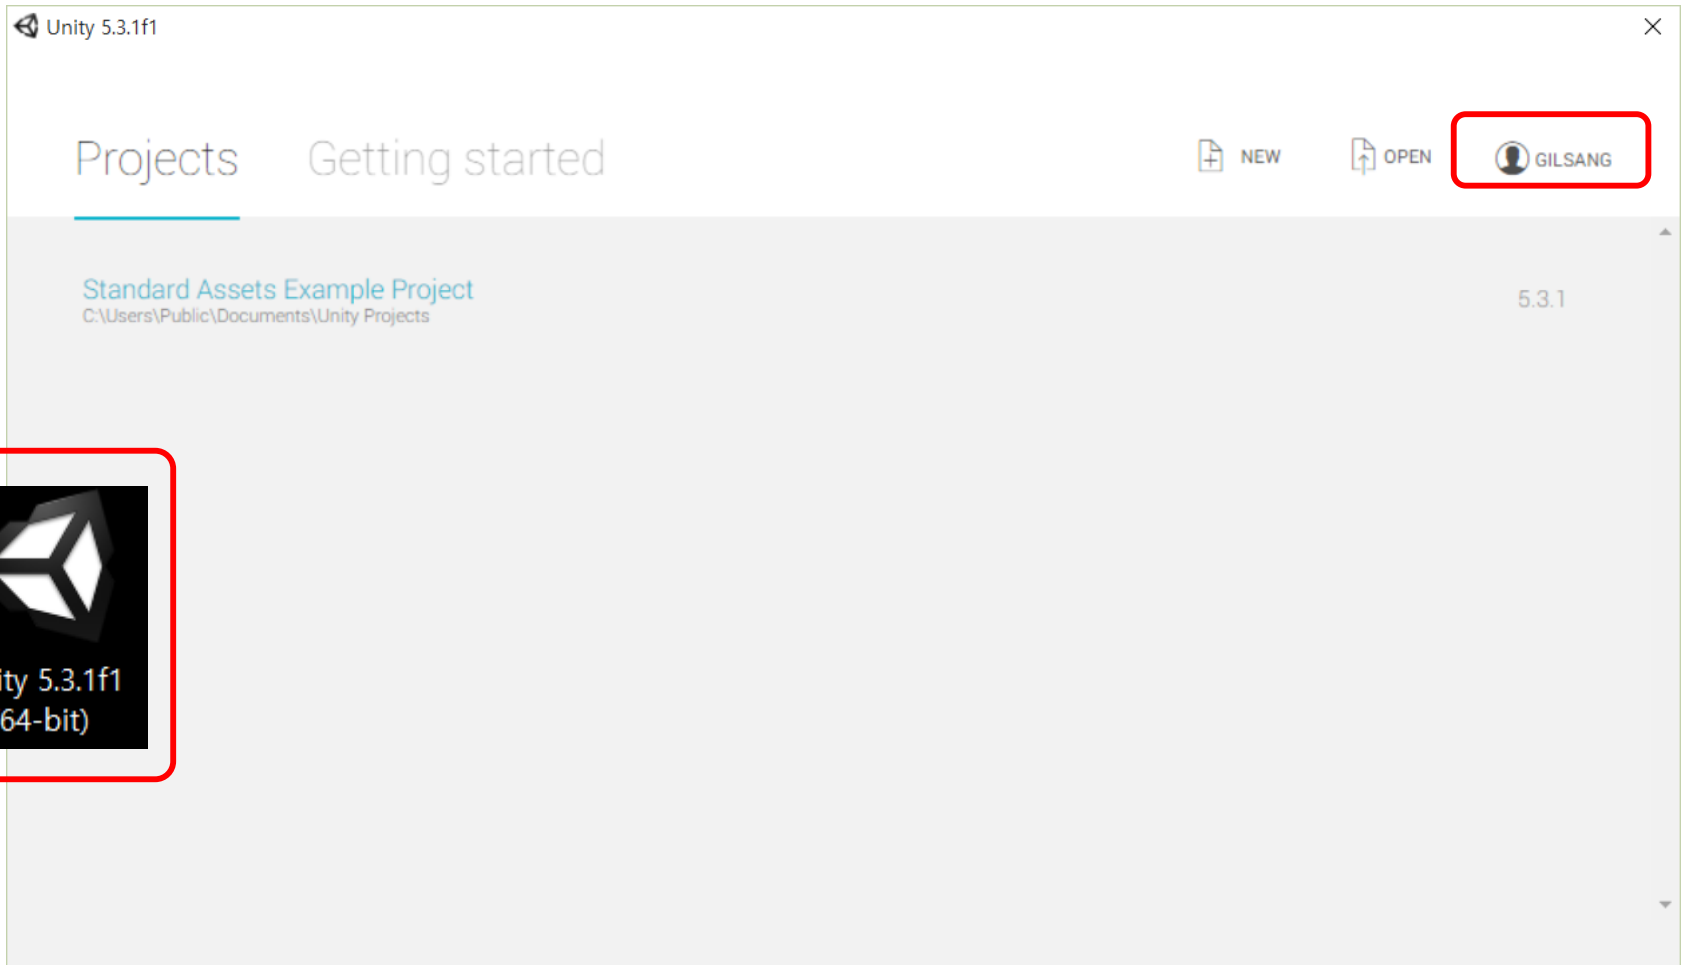 Unity 5.3.1f1
Projects Getting started NEW OPEN GILSANG
Standard Assets Example Project
C:\Users\Public\Documents\Unity Projects
5.3.1
ity 5.3.1f1
64-bit)